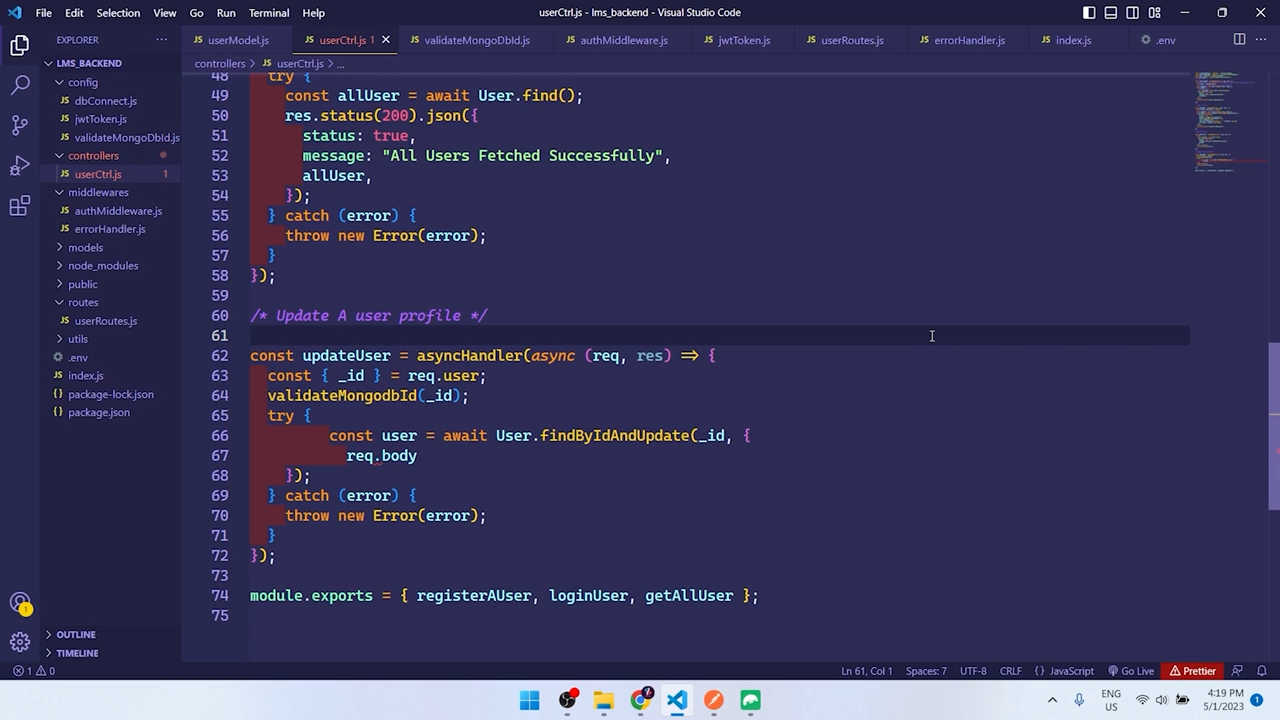 File Edit Selection View Go Run Terminal Help
userCtrl.js - lms_backend - Visual Studio Code
EXPLORER
userModel.js userCtrl.js 1 validateMongoDbId.js authMiddleware.js jwtToken.js userRoutes.js errorHandler.js index.js .env
LMS_BACKEND
controllers > userCtrl.js > ...
config
dbConnect.js
jwtToken.js
validateMongoDbId.js
controllers
userCtrl.js 1
middlewares
authMiddleware.js
errorHandler.js
models
node_modules
public
routes
userRoutes.js
utils
.env
index.js
package-lock.json
package.json
OUTLINE
TIMELINE
48 try {
49 const allUser = await User.find();
50 res.status(200).json({
51 status: true,
52 message: "All Users Fetched Successfully",
53 allUser,
54 });
55 } catch (error) {
56 throw new Error(error);
57 }
58 });
59
60 /* Update A user profile */
61
62 const updateUser = asyncHandler(async (req, res) => {
63 const { _id } = req.user;
64 validateMongodbId(_id);
65 try {
66 const user = await User.findByIdAndUpdate(_id, {
67 req.body
68 });
69 } catch (error) {
70 throw new Error(error);
71 }
72 });
73
74 module.exports = { registerAUser, loginUser, getAllUser };
75
1 0
Ln 61, Col 1 Spaces: 7 UTF-8 CRLF {} JavaScript Go Live Prettier
ENG
US
4:19 PM
5/1/2023
1